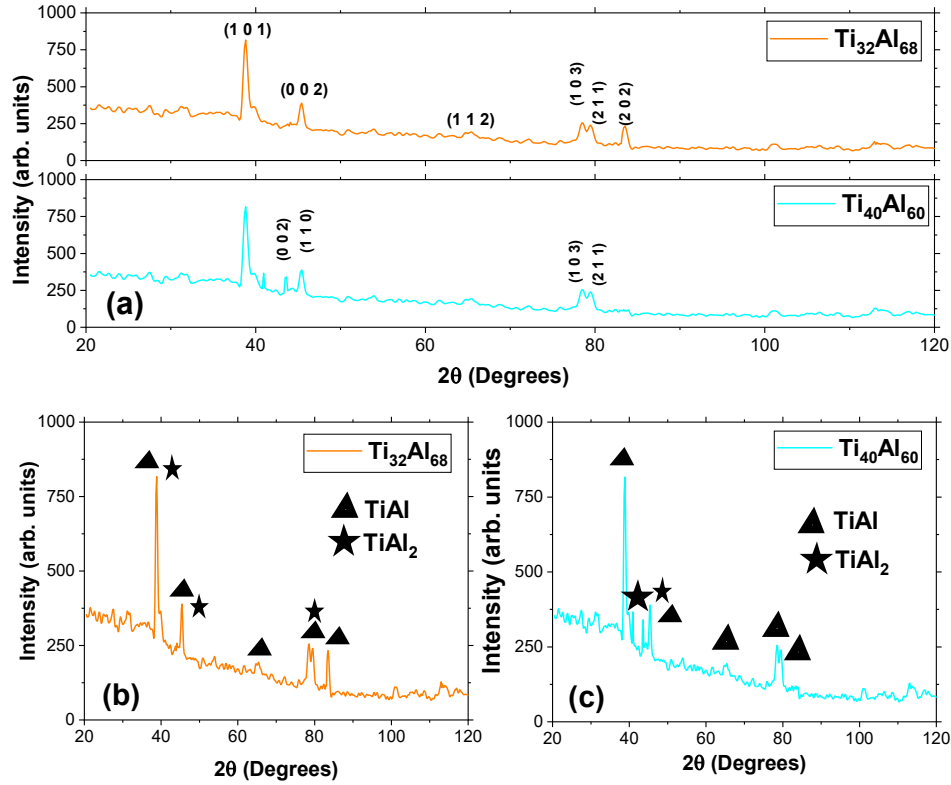 1000
750
500
250
0
(1 0 1)
(0 0 2)
(1 1 2)
(1 0 3)
(2 1 1)
(2 0 2)
Ti₃₂Al₆₈
Intensity (arb. units)
1000
750
500
250
0
(0 0 2)
(1 1 0)
(1 0 3)
(2 1 1)
Ti₄₀Al₆₀
(a)
20 40 60 80 100 120
2θ (Degrees)
1000
750
500
250
0
Intensity (arb. units)
Ti₃₂Al₆₈
TiAl
TiAl₂
(b)
20 40 60 80 100 120
2θ (Degrees)
1000
750
500
250
0
Intensity (arb. units
Ti₄₀Al₆₀
TiAl
TiAl₂
(c)
20 40 60 80 100 120
2θ (Degrees)